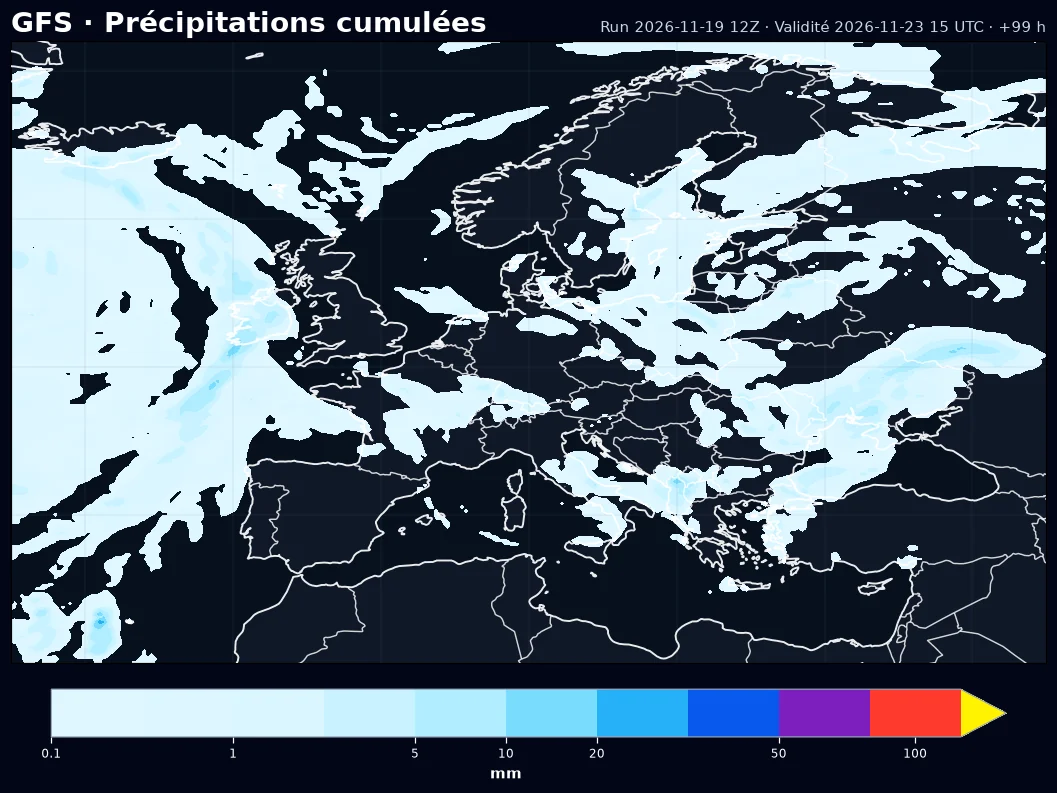 GFS · Précipitations cumulées
Run 2026-11-19 12Z · Validité 2026-11-23 15 UTC · +99 h
0.1 1 5 10 20 50 100
mm